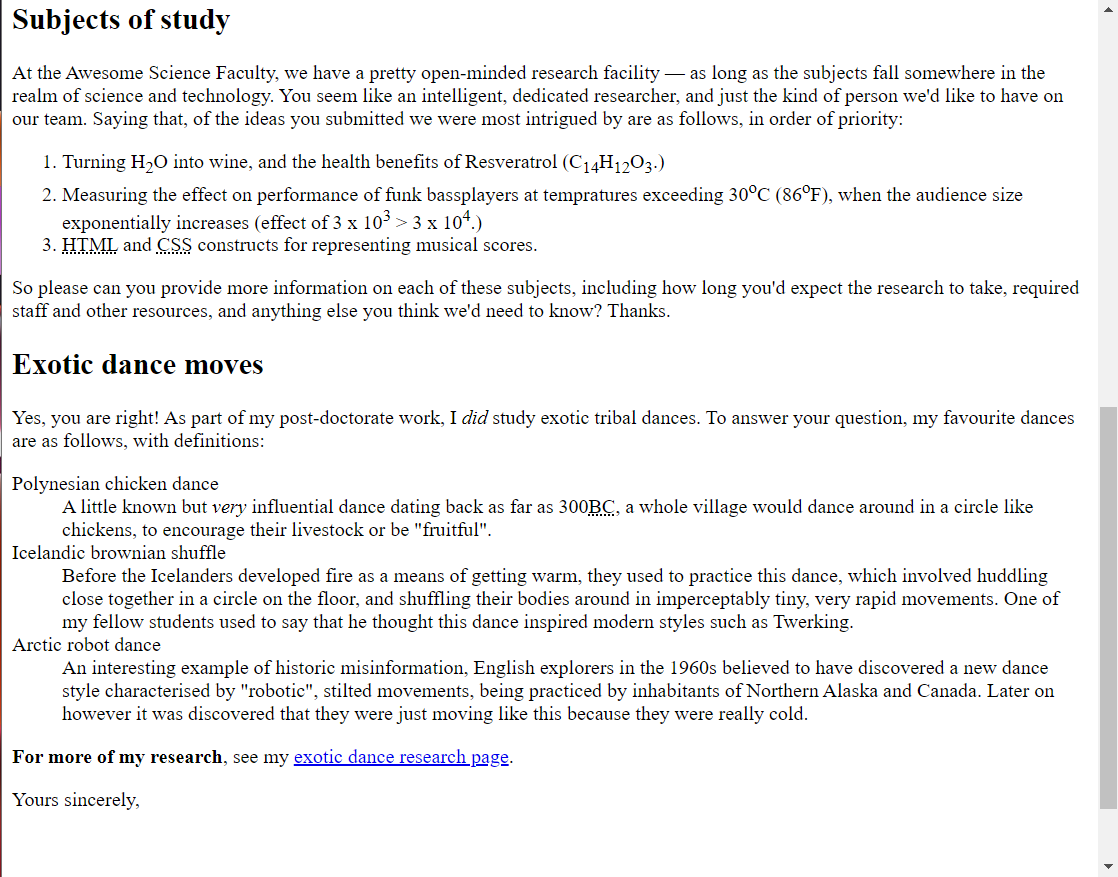 Subjects of study
At the Awesome Science Faculty, we have a pretty open-minded research facility — as long as the subjects fall somewhere in the
realm of science and technology. You seem like an intelligent, dedicated researcher, and just the kind of person we'd like to have on
our team. Saying that, of the ideas you submitted we were most intrigued by are as follows, in order of priority:
1. Turning H₂O into wine, and the health benefits of Resveratrol (C₁₄H₁₂O₃.)
2. Measuring the effect on performance of funk bassplayers at tempratures exceeding 30⁰C (86⁰F), when the audience size
exponentially increases (effect of 3 x 10³ > 3 x 10⁴.)
3. HTML and CSS constructs for representing musical scores.
So please can you provide more information on each of these subjects, including how long you'd expect the research to take, required
staff and other resources, and anything else you think we'd need to know? Thanks.
Exotic dance moves
Yes, you are right! As part of my post-doctorate work, I did study exotic tribal dances. To answer your question, my favourite dances
are as follows, with definitions:
Polynesian chicken dance
A little known but very influential dance dating back as far as 300BC, a whole village would dance around in a circle like
chickens, to encourage their livestock or be "fruitful".
Icelandic brownian shuffle
Before the Icelanders developed fire as a means of getting warm, they used to practice this dance, which involved huddling
close together in a circle on the floor, and shuffling their bodies around in imperceptably tiny, very rapid movements. One of
my fellow students used to say that he thought this dance inspired modern styles such as Twerking.
Arctic robot dance
An interesting example of historic misinformation, English explorers in the 1960s believed to have discovered a new dance
style characterised by "robotic", stilted movements, being practiced by inhabitants of Northern Alaska and Canada. Later on
however it was discovered that they were just moving like this because they were really cold.
For more of my research, see my exotic dance research page.
Yours sincerely,